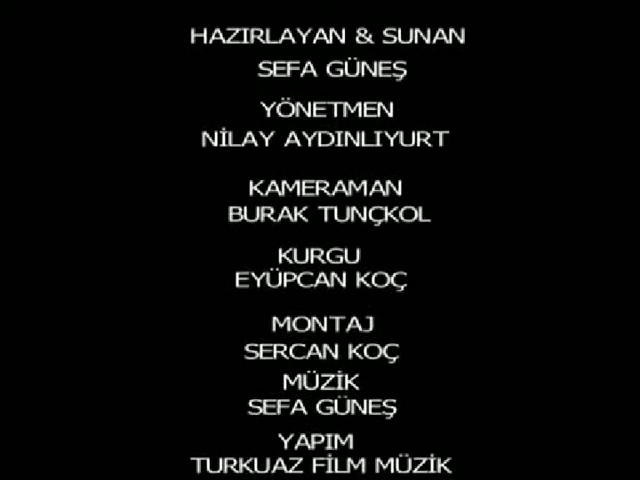 HAZIRLAYAN & SUNAN
SEFA GÜNEŞ
YÖNETMEN
NİLAY AYDINLIYURT
KAMERAMAN
BURAK TUNÇKOL
KURGU
EYÜPCAN KOÇ
MONTAJ
SERCAN KOÇ
MÜZİK
SEFA GÜNEŞ
YAPIM
TURKUAZ FİLM MÜZİK